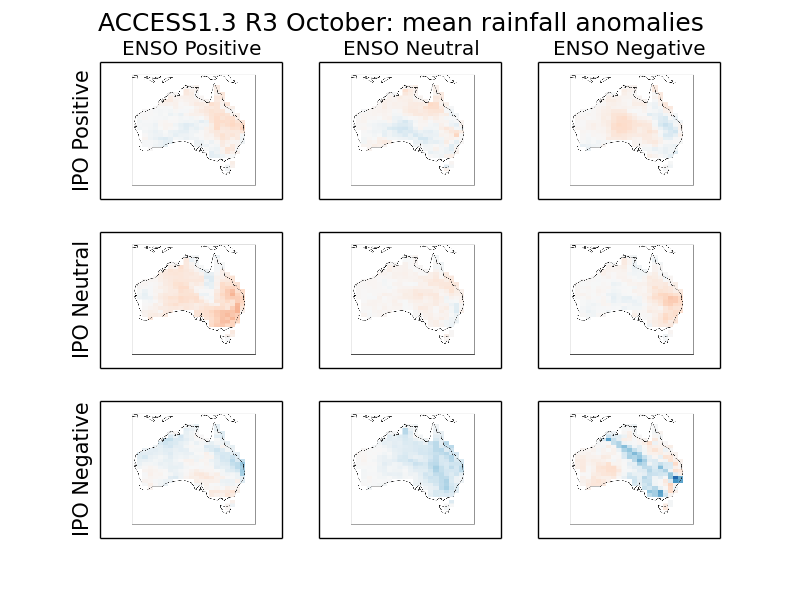 ACCESS1.3 R3 October: mean rainfall anomalies
ENSO Positive
ENSO Neutral
ENSO Negative
IPO Positive
IPO Neutral
IPO Negative